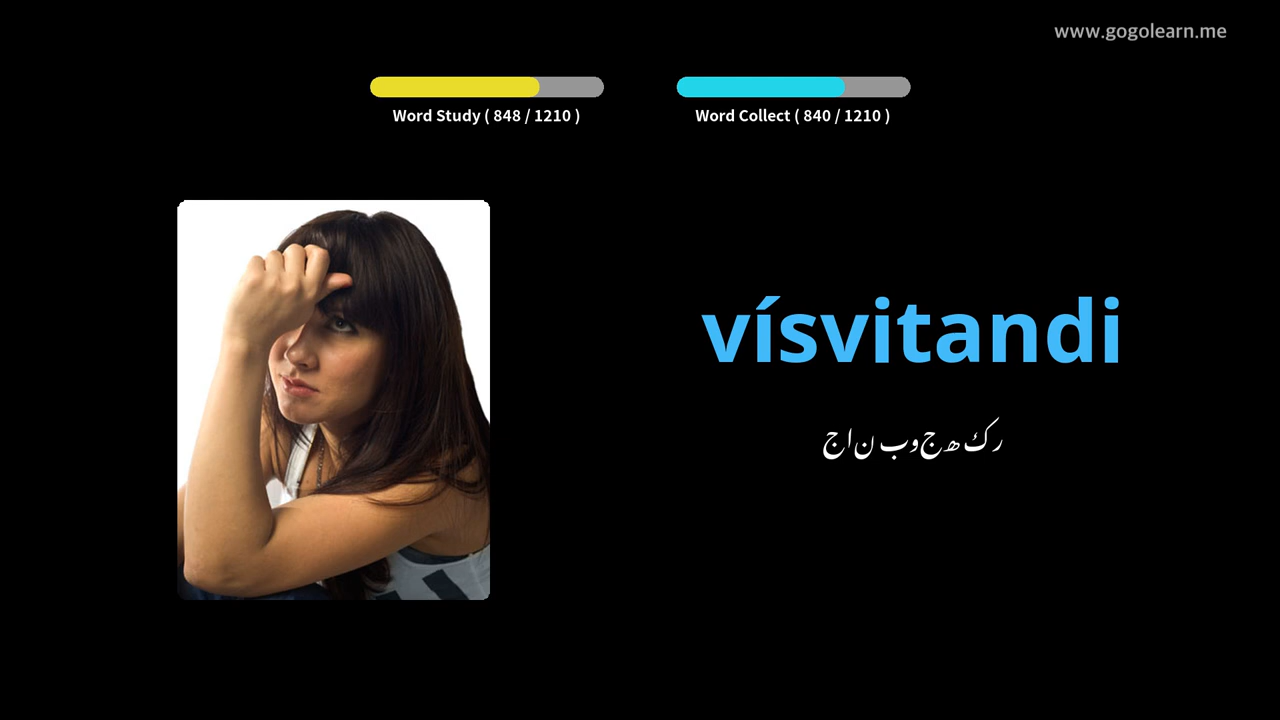 www.gogolearn.me
Word Study ( 848 / 1210 )
Word Collect ( 840 / 1210 )
vísvitandi
جان بوجھ کر